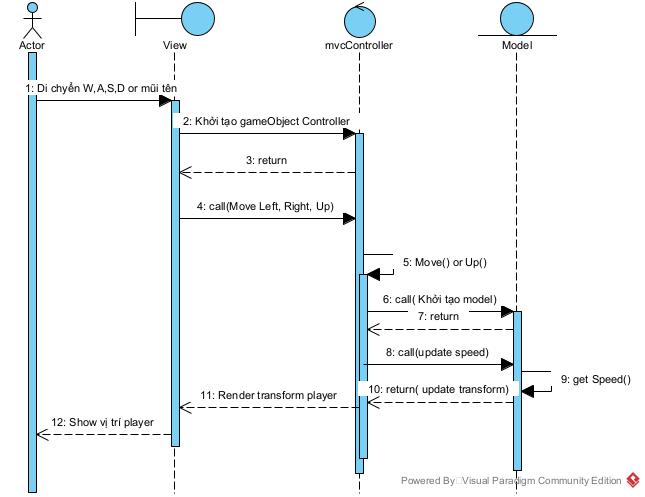 Actor
View
mvcController
Model
1: Di chyển W,A,S,D or mũi tên
2: Khởi tạo gameObject Controller
3: return
4: call(Move Left, Right, Up)
5: Move() or Up()
6: call( Khởi tạo model)
7: return
8: call(update speed)
9: get Speed()
10: return( update transform)
11: Render transform player
12: Show vị trí player
Powered By Visual Paradigm Community Edition